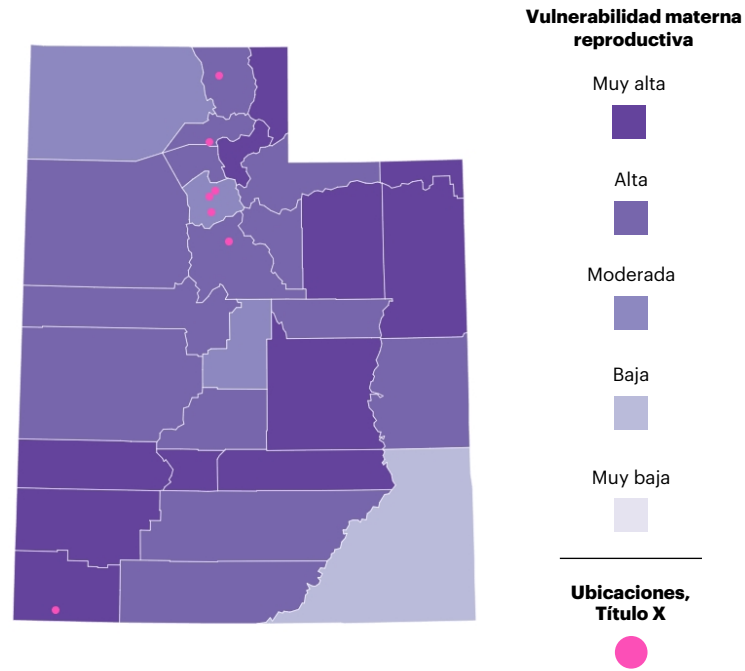 Vulnerabilidad materna
reproductiva
Muy alta
Alta
Moderada
Baja
Muy baja
Ubicaciones,
Título X